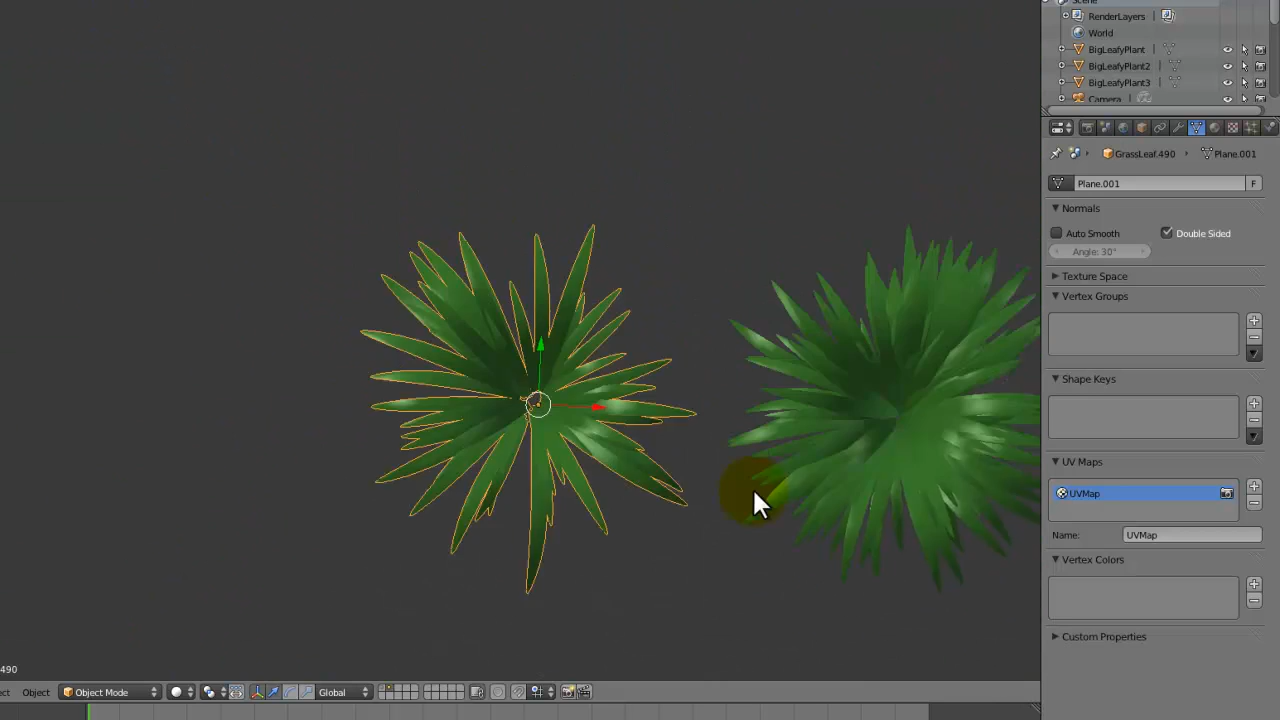 Scene
RenderLayers
World
BigLeafyPlant
BigLeafyPlant2
BigLeafyPlant3
Camera
GrassLeaf.490 Plane.001
Plane.001 F
Normals
Auto Smooth Double Sided
Angle: 30°
Texture Space
Vertex Groups
Shape Keys
UV Maps
UVMap
Name: UVMap
Vertex Colors
Custom Properties
490
Object Object Mode Global